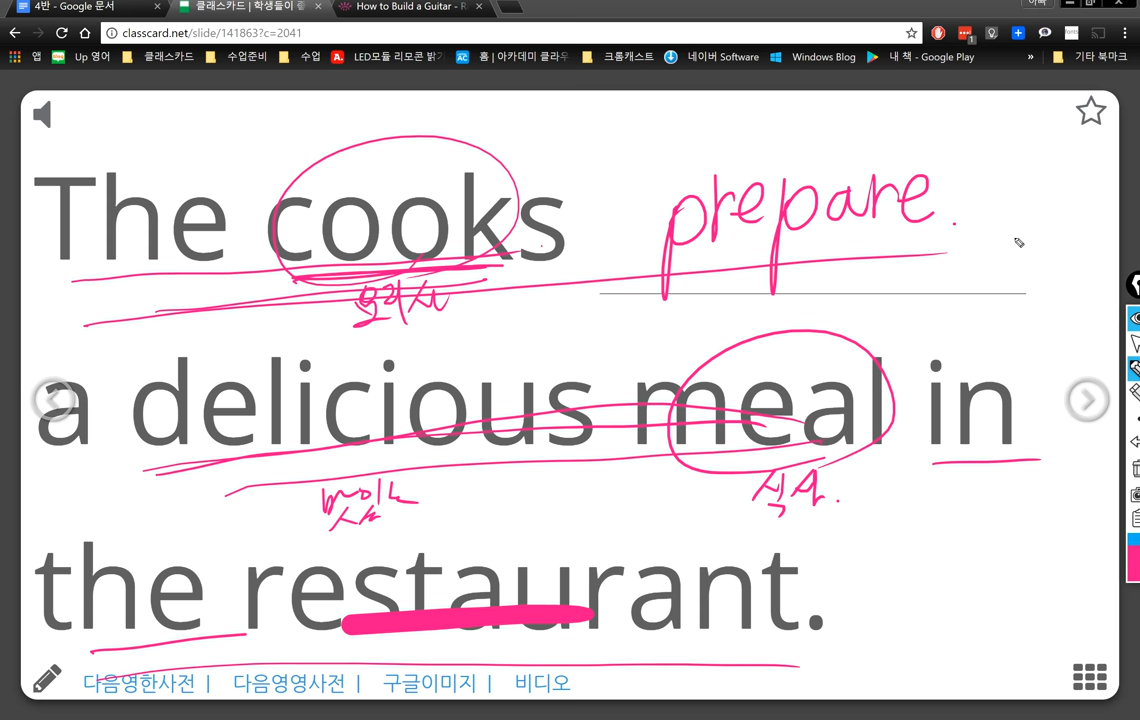 4반 - Google 문서
클래스카드 | 학생들이 좋
How to Build a Guitar - R
classcard.net/slide/141863?c=2041
앱 Up 영어 클래스카드 수업준비 수업 LED모듈 리모콘 밝기 홈 | 아카데미 클라우 크롬캐스트 네이버 Software Windows Blog 내 책 - Google Play » 기타 북마크
The cooks prepare.
요리사
a delicious meal in
식사.
the restaurant.
다음영한사전 | 다음영영사전 | 구글이미지 | 비디오